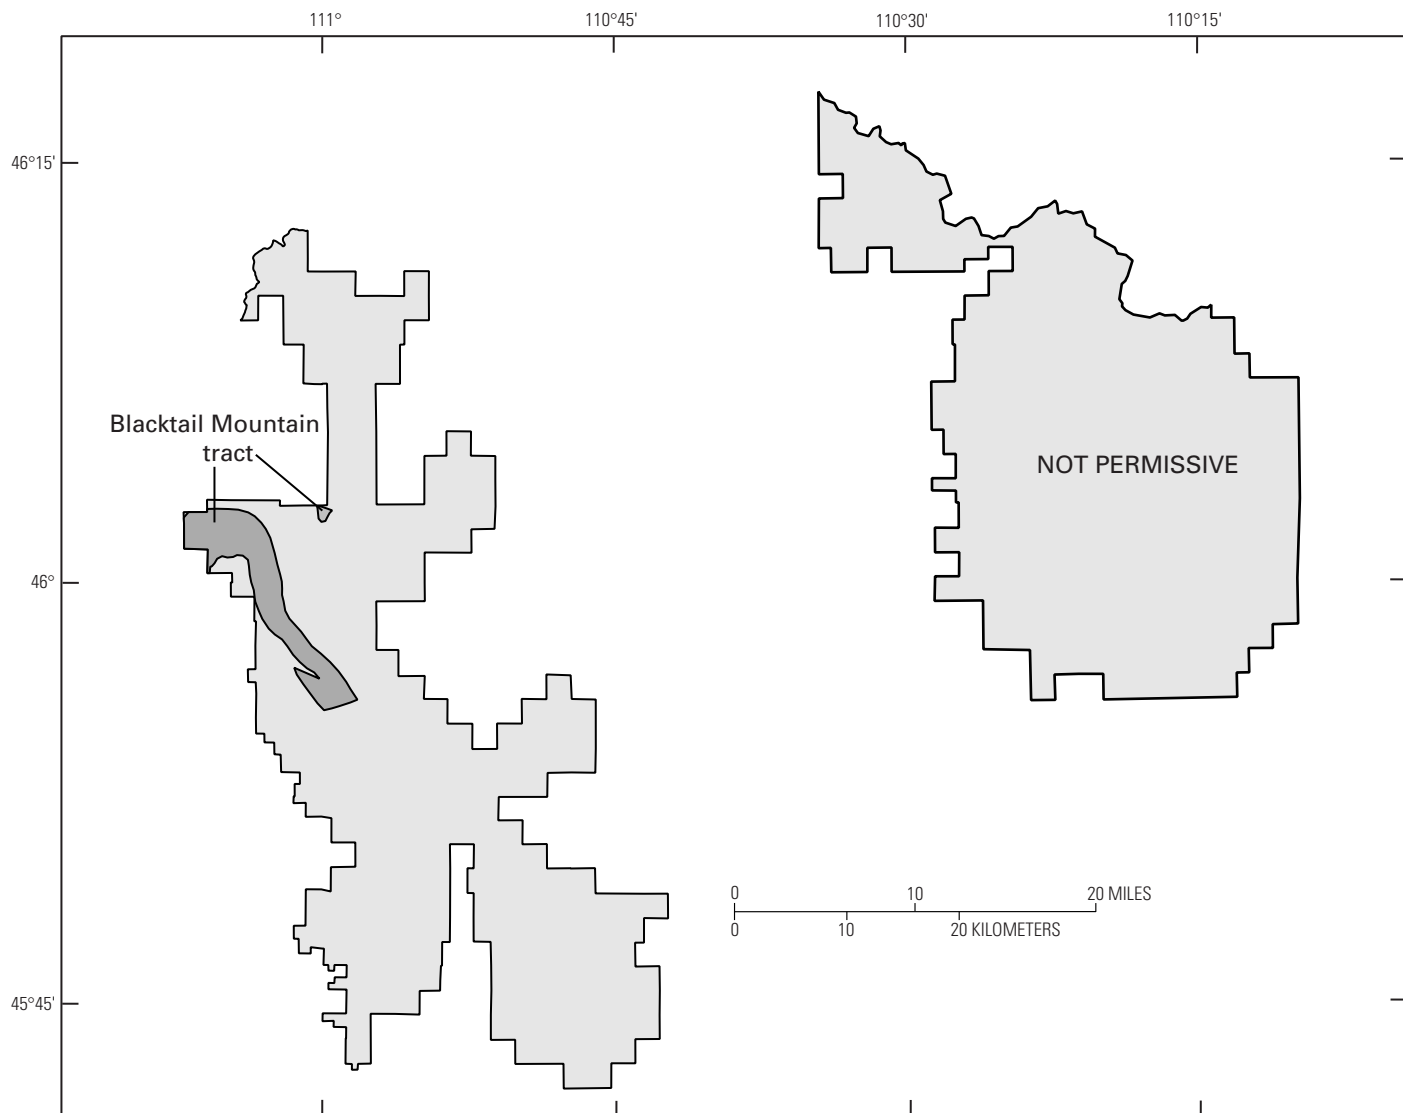 111° 110°45' 110°30' 110°15'
46°15'
Blacktail Mountain
tract
NOT PERMISSIVE
46°
0 10 20 MILES
0 10 20 KILOMETERS
45°45'